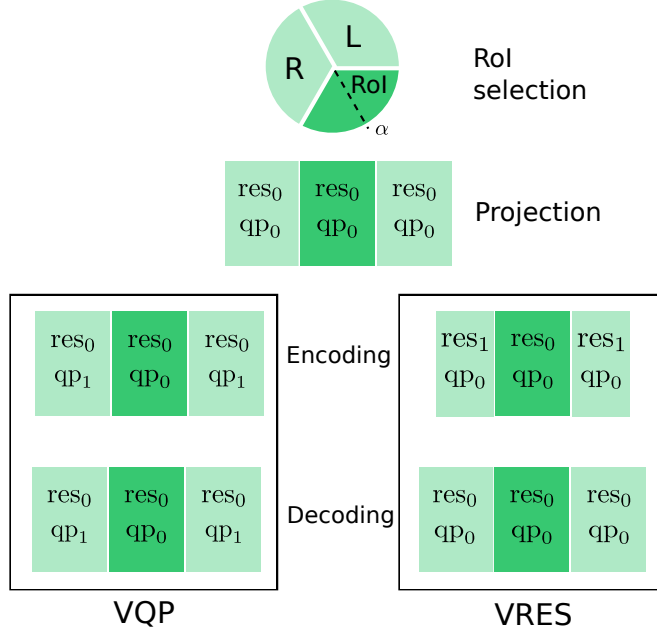 L
R
RoI
α
RoI
selection
res₀ res₀ res₀
qp₀ qp₀ qp₀
Projection
res₀ res₀ res₀
qp₁ qp₀ qp₁
Encoding
res₁ res₀ res₁
qp₀ qp₀ qp₀
res₀ res₀ res₀
qp₁ qp₀ qp₁
Decoding
res₀ res₀ res₀
qp₀ qp₀ qp₀
VQP
VRES